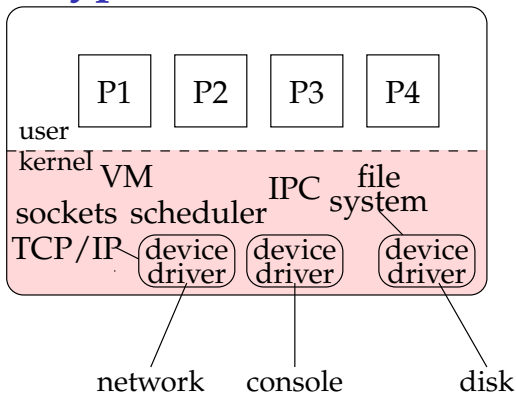 P1 P2 P3 P4
user
kernel
VM
IPC
file
system
sockets scheduler
TCP/IP
device
driver
device
driver
device
driver
network console disk